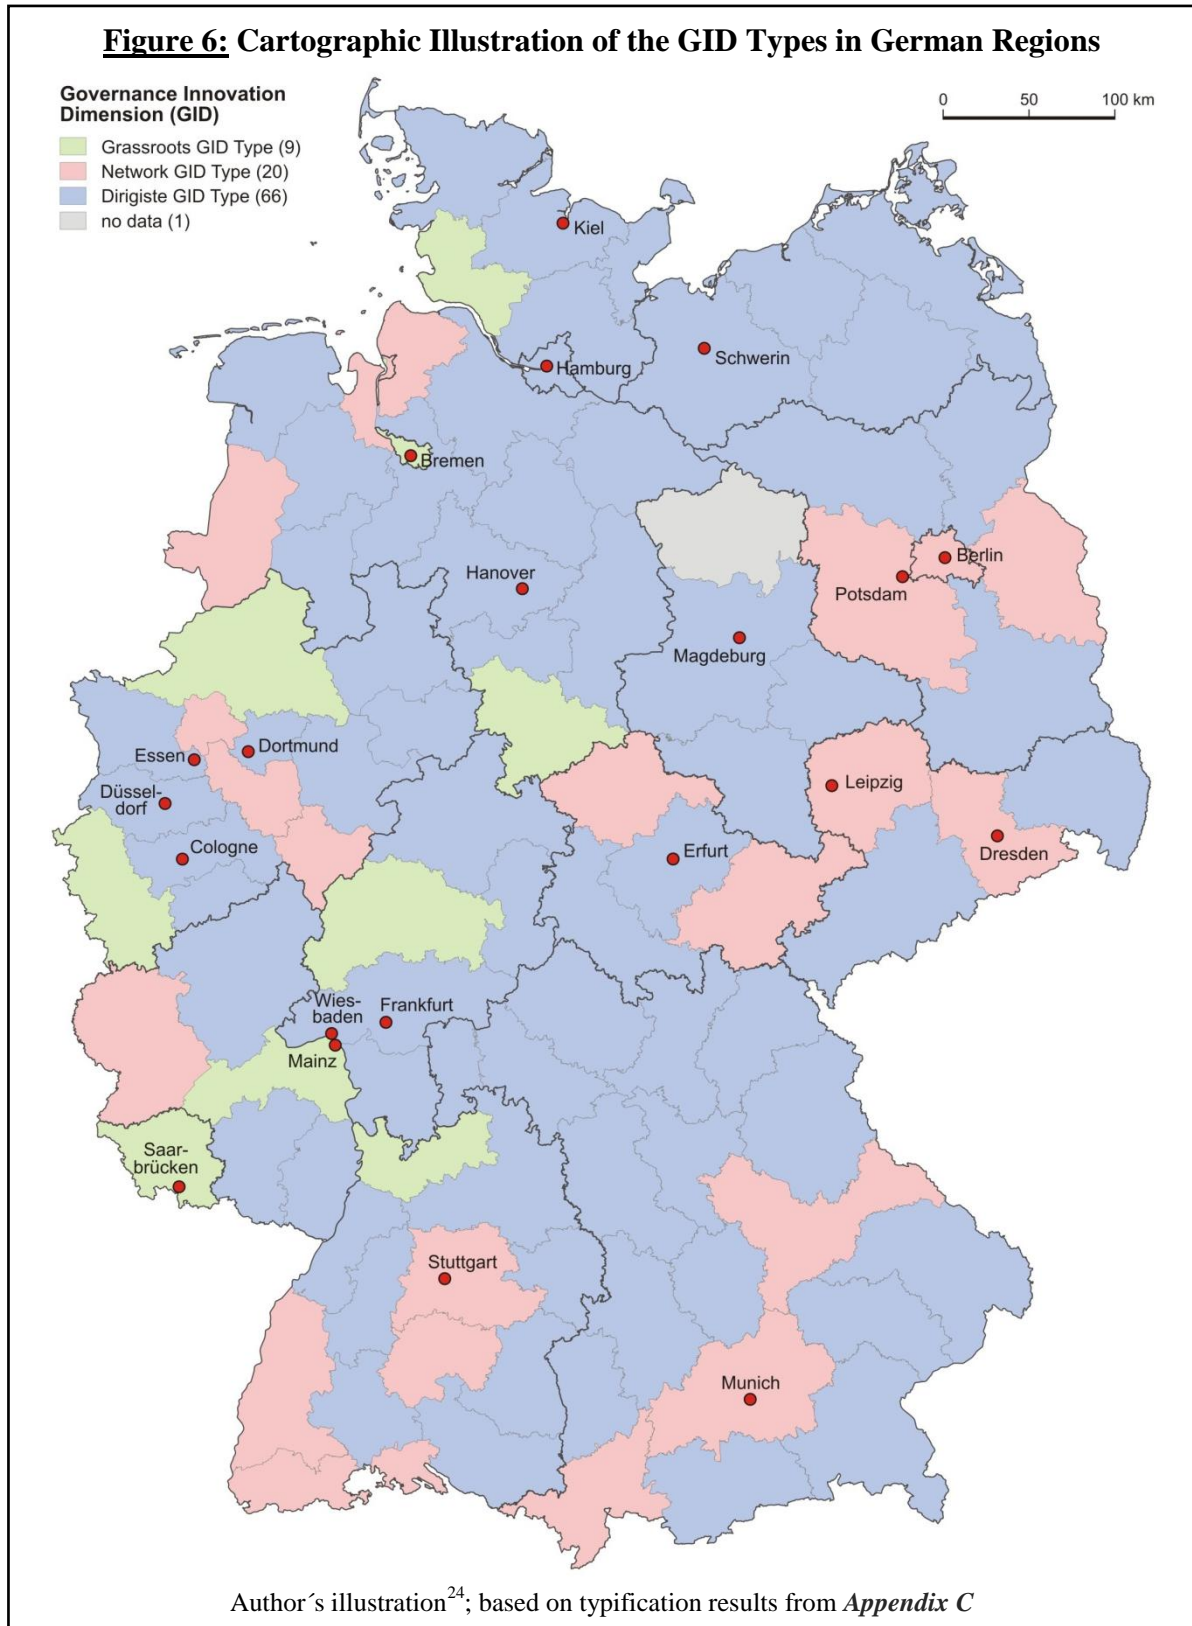 Figure 6: Cartographic Illustration of the GID Types in German Regions
Governance Innovation
Dimension (GID)
Grassroots GID Type (9)
Network GID Type (20)
Dirigiste GID Type (66)
no data (1)
0 50 100 km
Kiel
Schwerin
Hamburg
Bremen
Berlin
Hanover
Potsdam
Magdeburg
Dortmund
Essen
Düssel-
dorf
Leipzig
Cologne
Erfurt
Dresden
Wies-
baden
Frankfurt
Mainz
Saar-
brücken
Stuttgart
Munich
Author´s illustration24; based on typification results from Appendix C